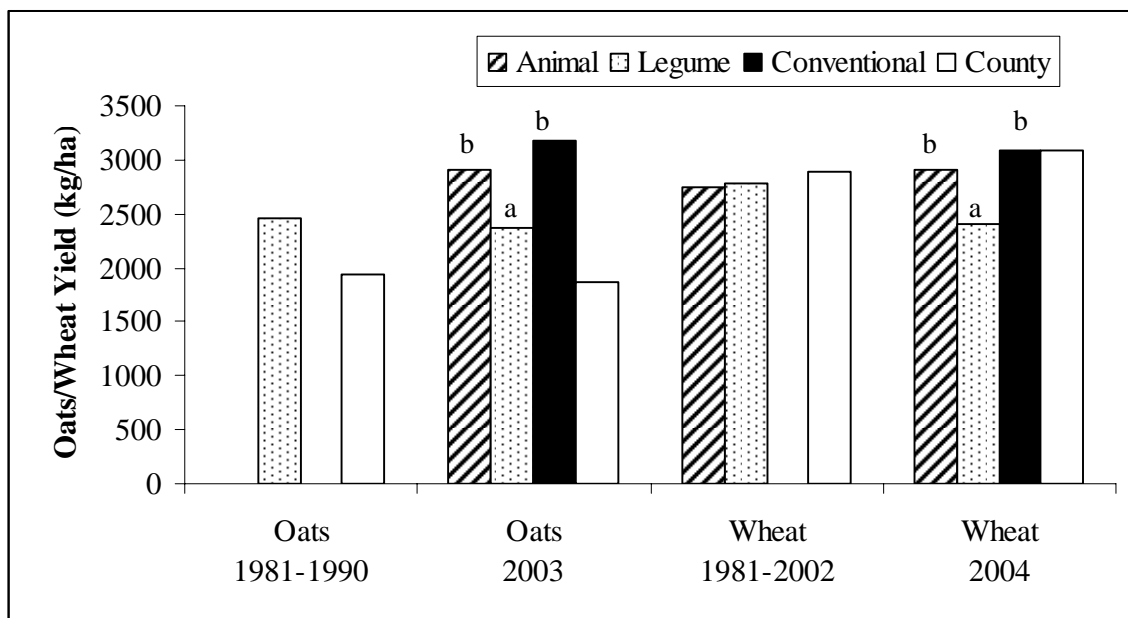 Animal Legume Conventional County
Oats/Wheat Yield (kg/ha)
3500
3000
2500
2000
1500
1000
500
0
b
a
b
b
a
b
Oats
1981-1990
Oats
2003
Wheat
1981-2002
Wheat
2004